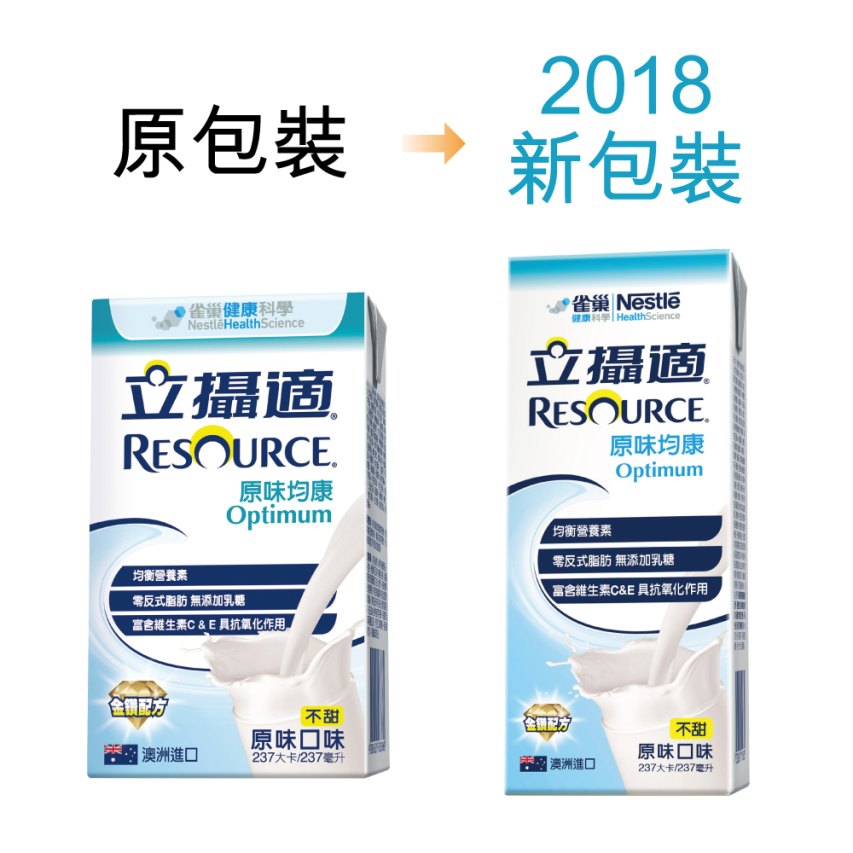 原包裝
2018
新包裝
雀巢健康科學
NestléHealthScience
立攝適®
RESOURCE®
原味均康
Optimum
均衡營養素
零反式脂肪 無添加乳糖
富含維生素C & E 具抗氧化作用
金鑽配方
不甜
原味口味
237大卡/237毫升
澳洲進口
雀巢 Nestlé
健康科學 HealthScience
立攝適®
RESOURCE®
原味均康
Optimum
均衡營養素
零反式脂肪 無添加乳糖
富含維生素C&E 具抗氧化作用
金鑽配方
不甜
原味口味
237大卡/237毫升
澳洲進口